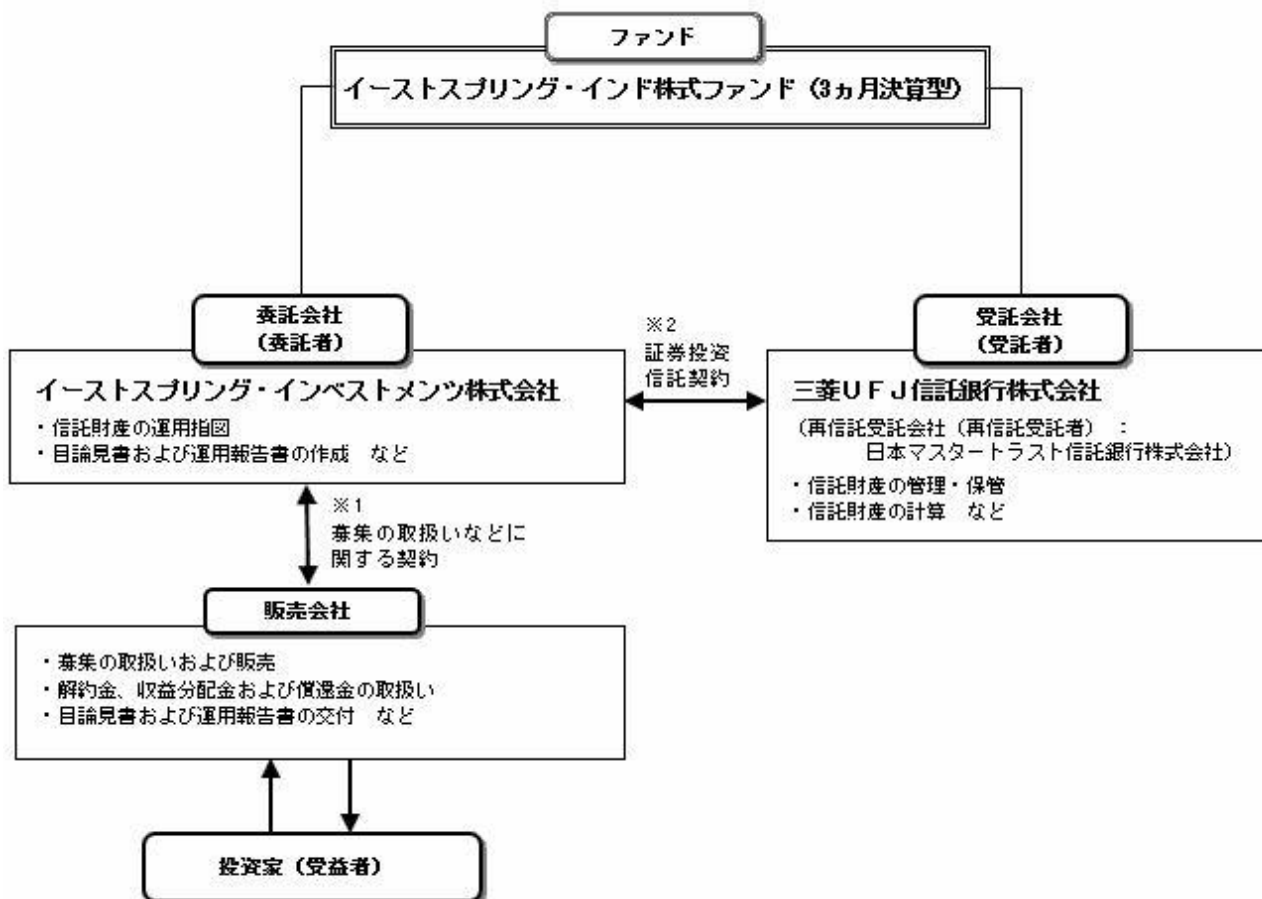 ファンド
イーストスプリング・インド株式ファンド（3ヵ月決算型）
委託会社
（委託者）
イーストスプリング・インベストメンツ株式会社
・信託財産の運用指図
・目論見書および運用報告書の作成　など
※2
証券投資
信託契約
受託会社
（受託者）
三菱ＵＦＪ信託銀行株式会社
（再信託受託会社（再信託受託者）　：
日本マスタートラスト信託銀行株式会社）
・信託財産の管理・保管
・信託財産の計算　など
※1
募集の取扱いなどに
関する契約
販売会社
・募集の取扱いおよび販売
・解約金、収益分配金および償還金の取扱い
・目論見書および運用報告書の交付　など
投資家（受益者）